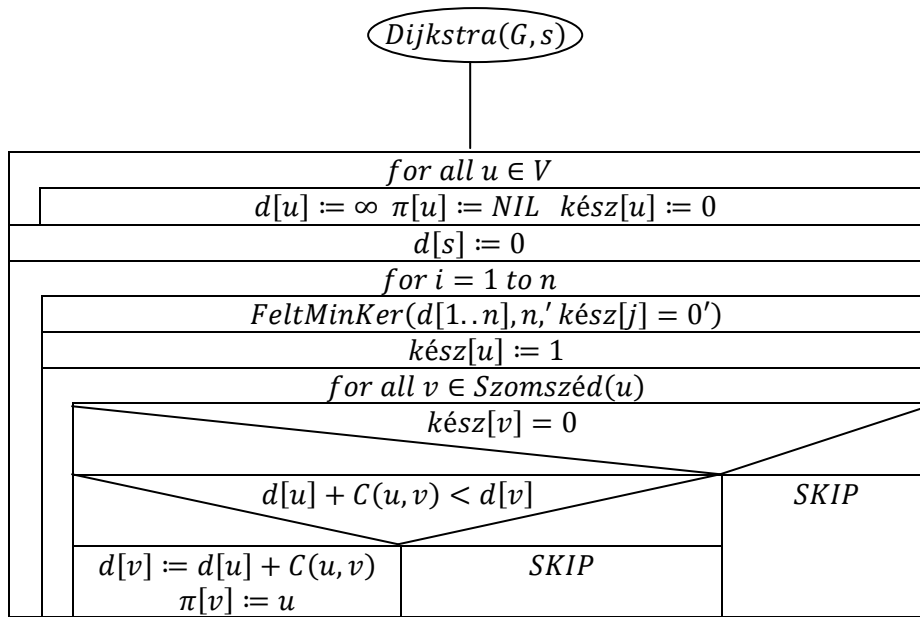 Dijkstra(G, s)
for all u ∈ V
d[u] ≔ ∞ π[u] ≔ NIL kész[u] ≔ 0
d[s] ≔ 0
for i = 1 to n
FeltMinKer(d[1..n], n,′ kész[j] = 0′)
kész[u] ≔ 1
for all v ∈ Szomszéd(u)
kész[v] = 0
d[u] + C(u, v) < d[v]
SKIP
d[v] ≔ d[u] + C(u, v)
π[v] ≔ u
SKIP